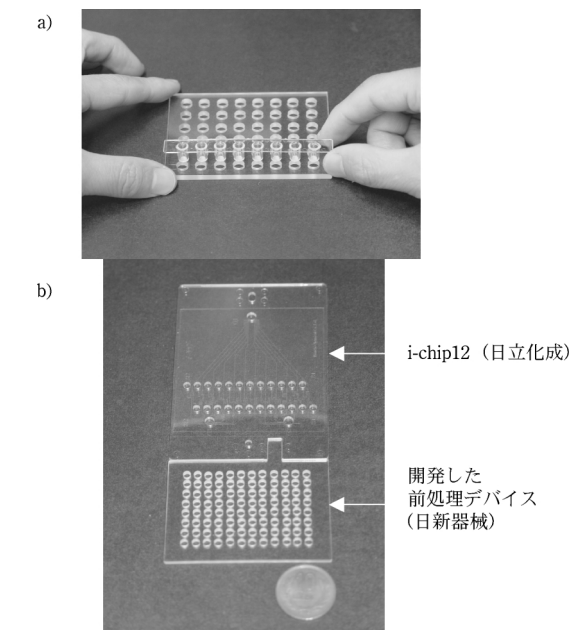 a)
b)
i-chip12（日立化成）
開発した
前処理デバイス
（日新器械）